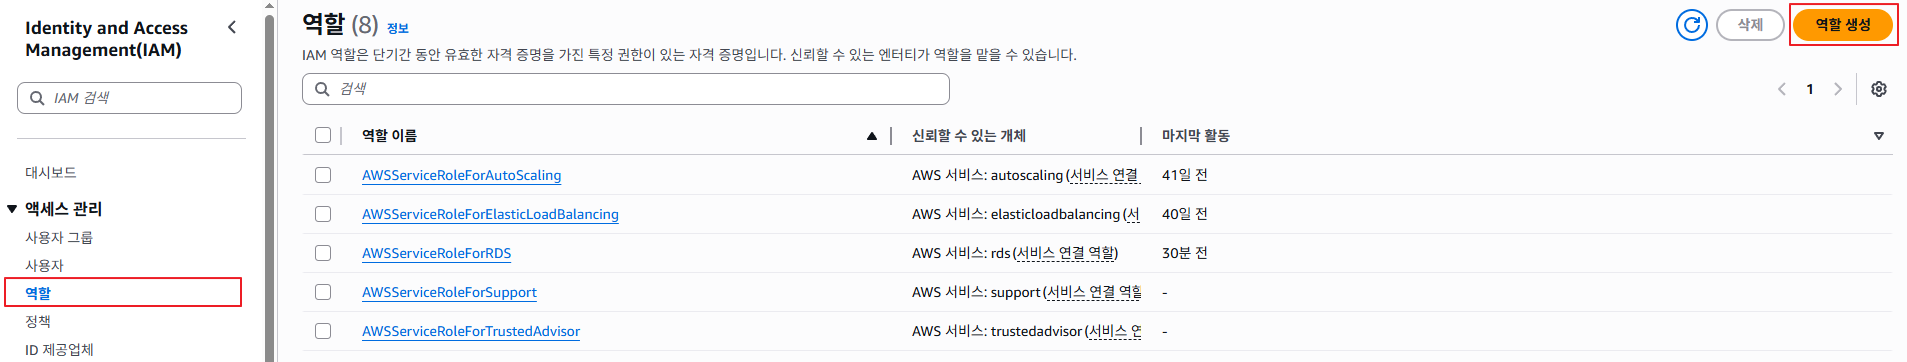 Identity and Access
Management(IAM)
IAM 검색
대시보드
액세스 관리
사용자 그룹
사용자
역할
정책
ID 제공업체
역할 (8) 정보
삭제
역할 생성
IAM 역할은 단기간 동안 유효한 자격 증명을 가진 특정 권한이 있는 자격 증명입니다. 신뢰할 수 있는 엔터티가 역할을 맡을 수 있습니다.
검색
1
역할 이름 신뢰할 수 있는 개체 마지막 활동
AWSServiceRoleForAutoScaling AWS 서비스: autoscaling (서비스 연결 41일 전
AWSServiceRoleForElasticLoadBalancing AWS 서비스: elasticloadbalancing (서 40일 전
AWSServiceRoleForRDS AWS 서비스: rds (서비스 연결 역할) 30분 전
AWSServiceRoleForSupport AWS 서비스: support (서비스 연결 역할 -
AWSServiceRoleForTrustedAdvisor AWS 서비스: trustedadvisor (서비스 연 -